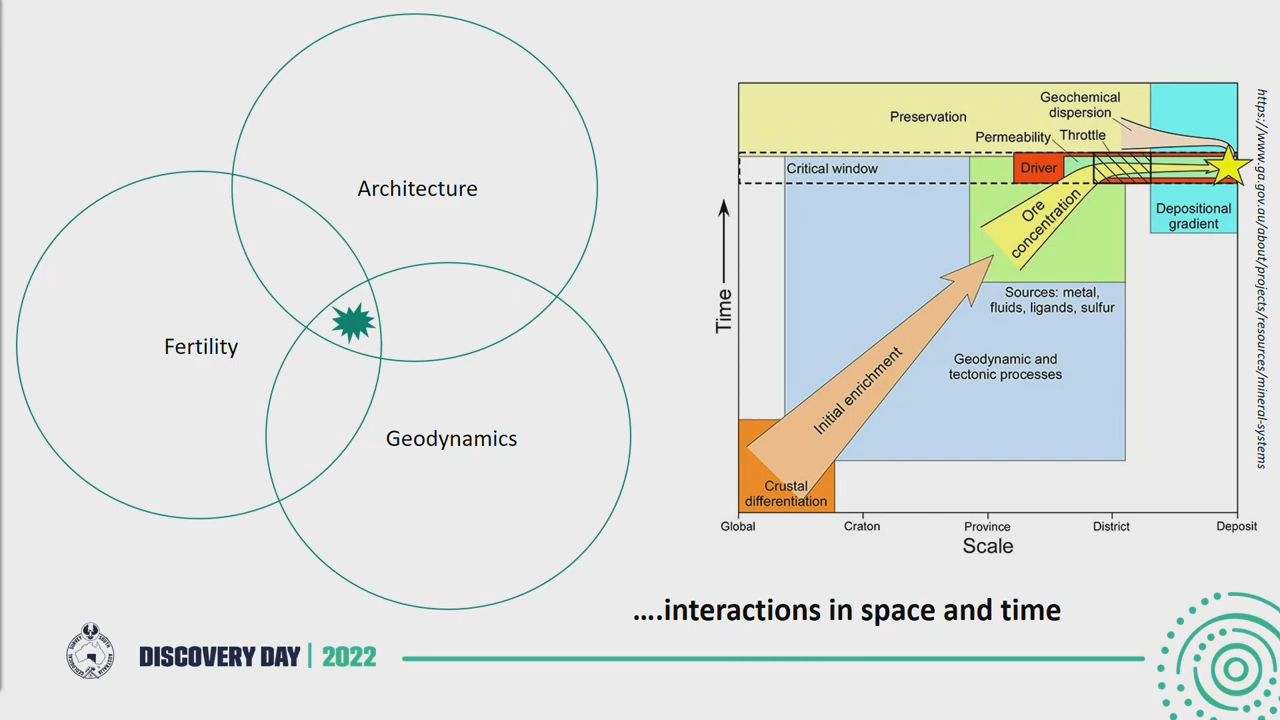 Architecture
Fertility
Geodynamics
Preservation
Geochemical
dispersion
Permeability
Throttle
Critical window
Driver
Ore
concentration
Depositional
gradient
Sources: metal,
fluids, ligands, sulfur
Geodynamic and
tectonic processes
Initial enrichment
Crustal
differentiation
Time
Global
Craton
Province
District
Deposit
Scale
https://www.ga.gov.au/about/projects/resources/mineral-systems
....interactions in space and time
DISCOVERY DAY | 2022